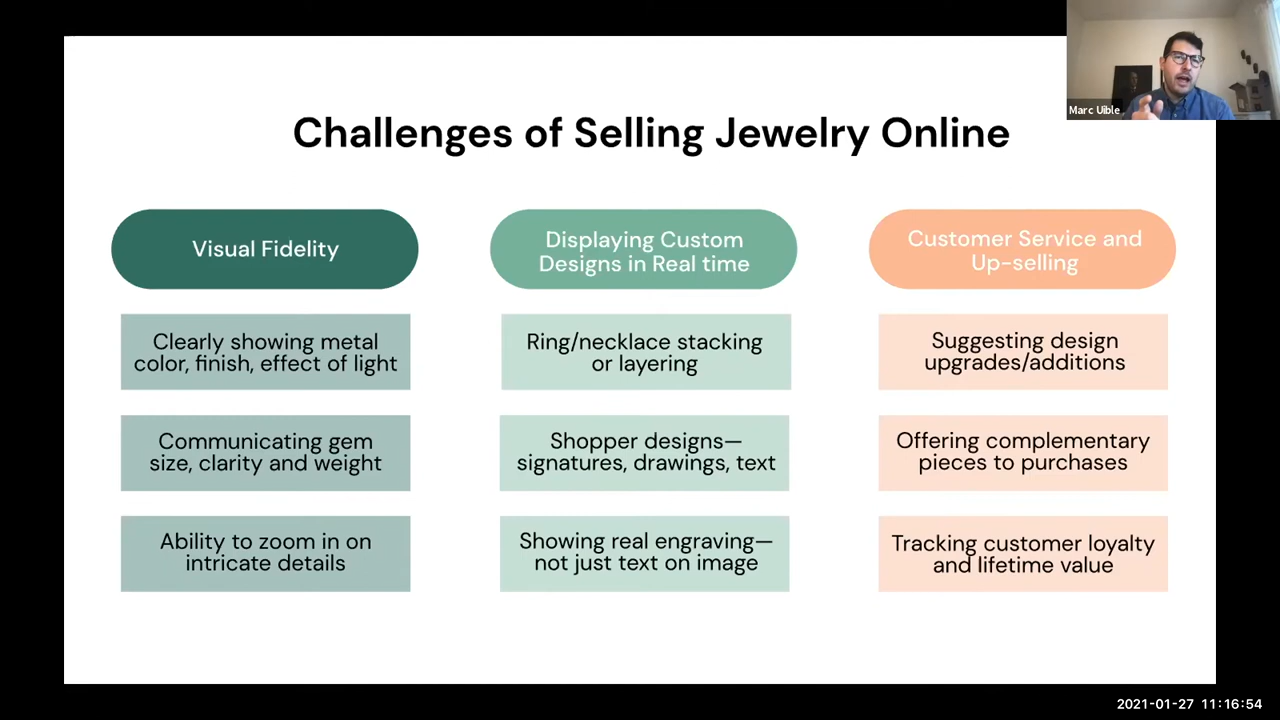 Marc Uible
Challenges of Selling Jewelry Online
Visual Fidelity
Clearly showing metal
color, finish, effect of light
Communicating gem
size, clarity and weight
Ability to zoom in on
intricate details
Displaying Custom
Designs in Real time
Ring/necklace stacking
or layering
Shopper designs—
signatures, drawings, text
Showing real engraving—
not just text on image
Customer Service and
Up-selling
Suggesting design
upgrades/additions
Offering complementary
pieces to purchases
Tracking customer loyalty
and lifetime value
2021-01-27 11:16:54